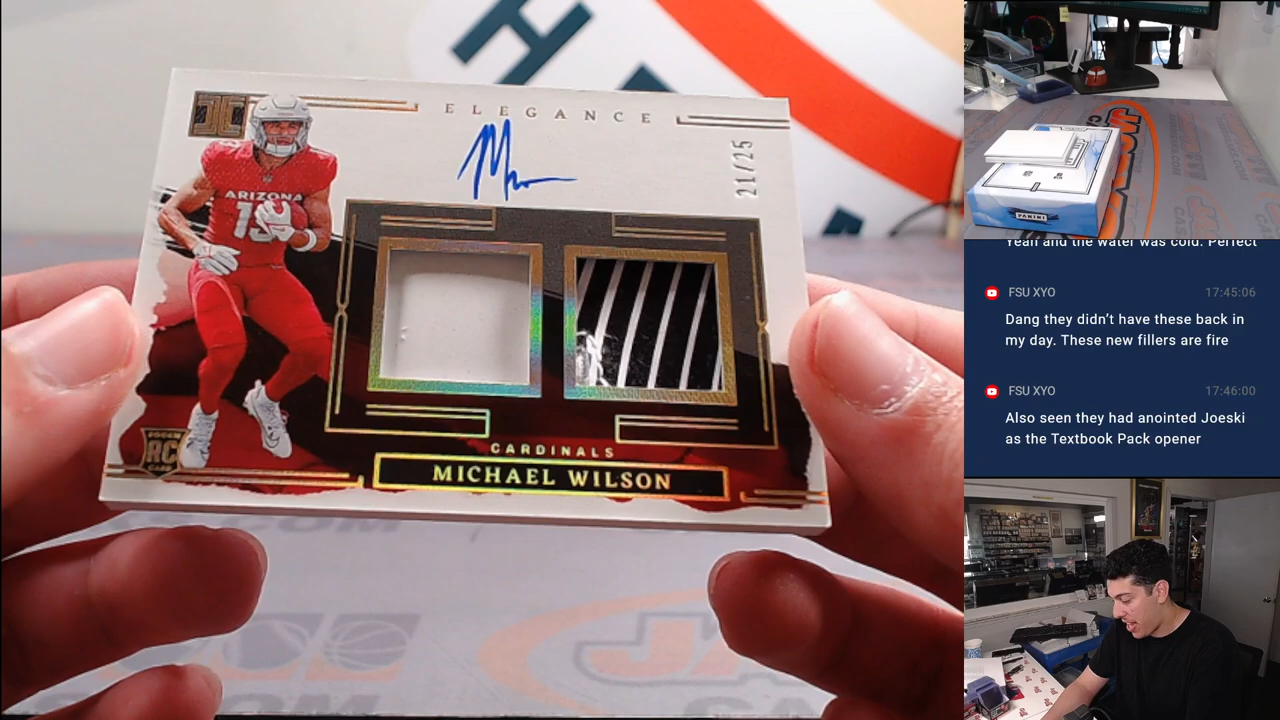 ELEGANCE
21/25
ARIZONA
RC
CARDINALS
MICHAEL WILSON
PANINI
Yeah and the water was cold. Perfect
FSU XYO 17:45:06
Dang they didn’t have these back in
my day. These new fillers are fire
FSU XYO 17:46:00
Also seen they had anointed Joeski
as the Textbook Pack opener